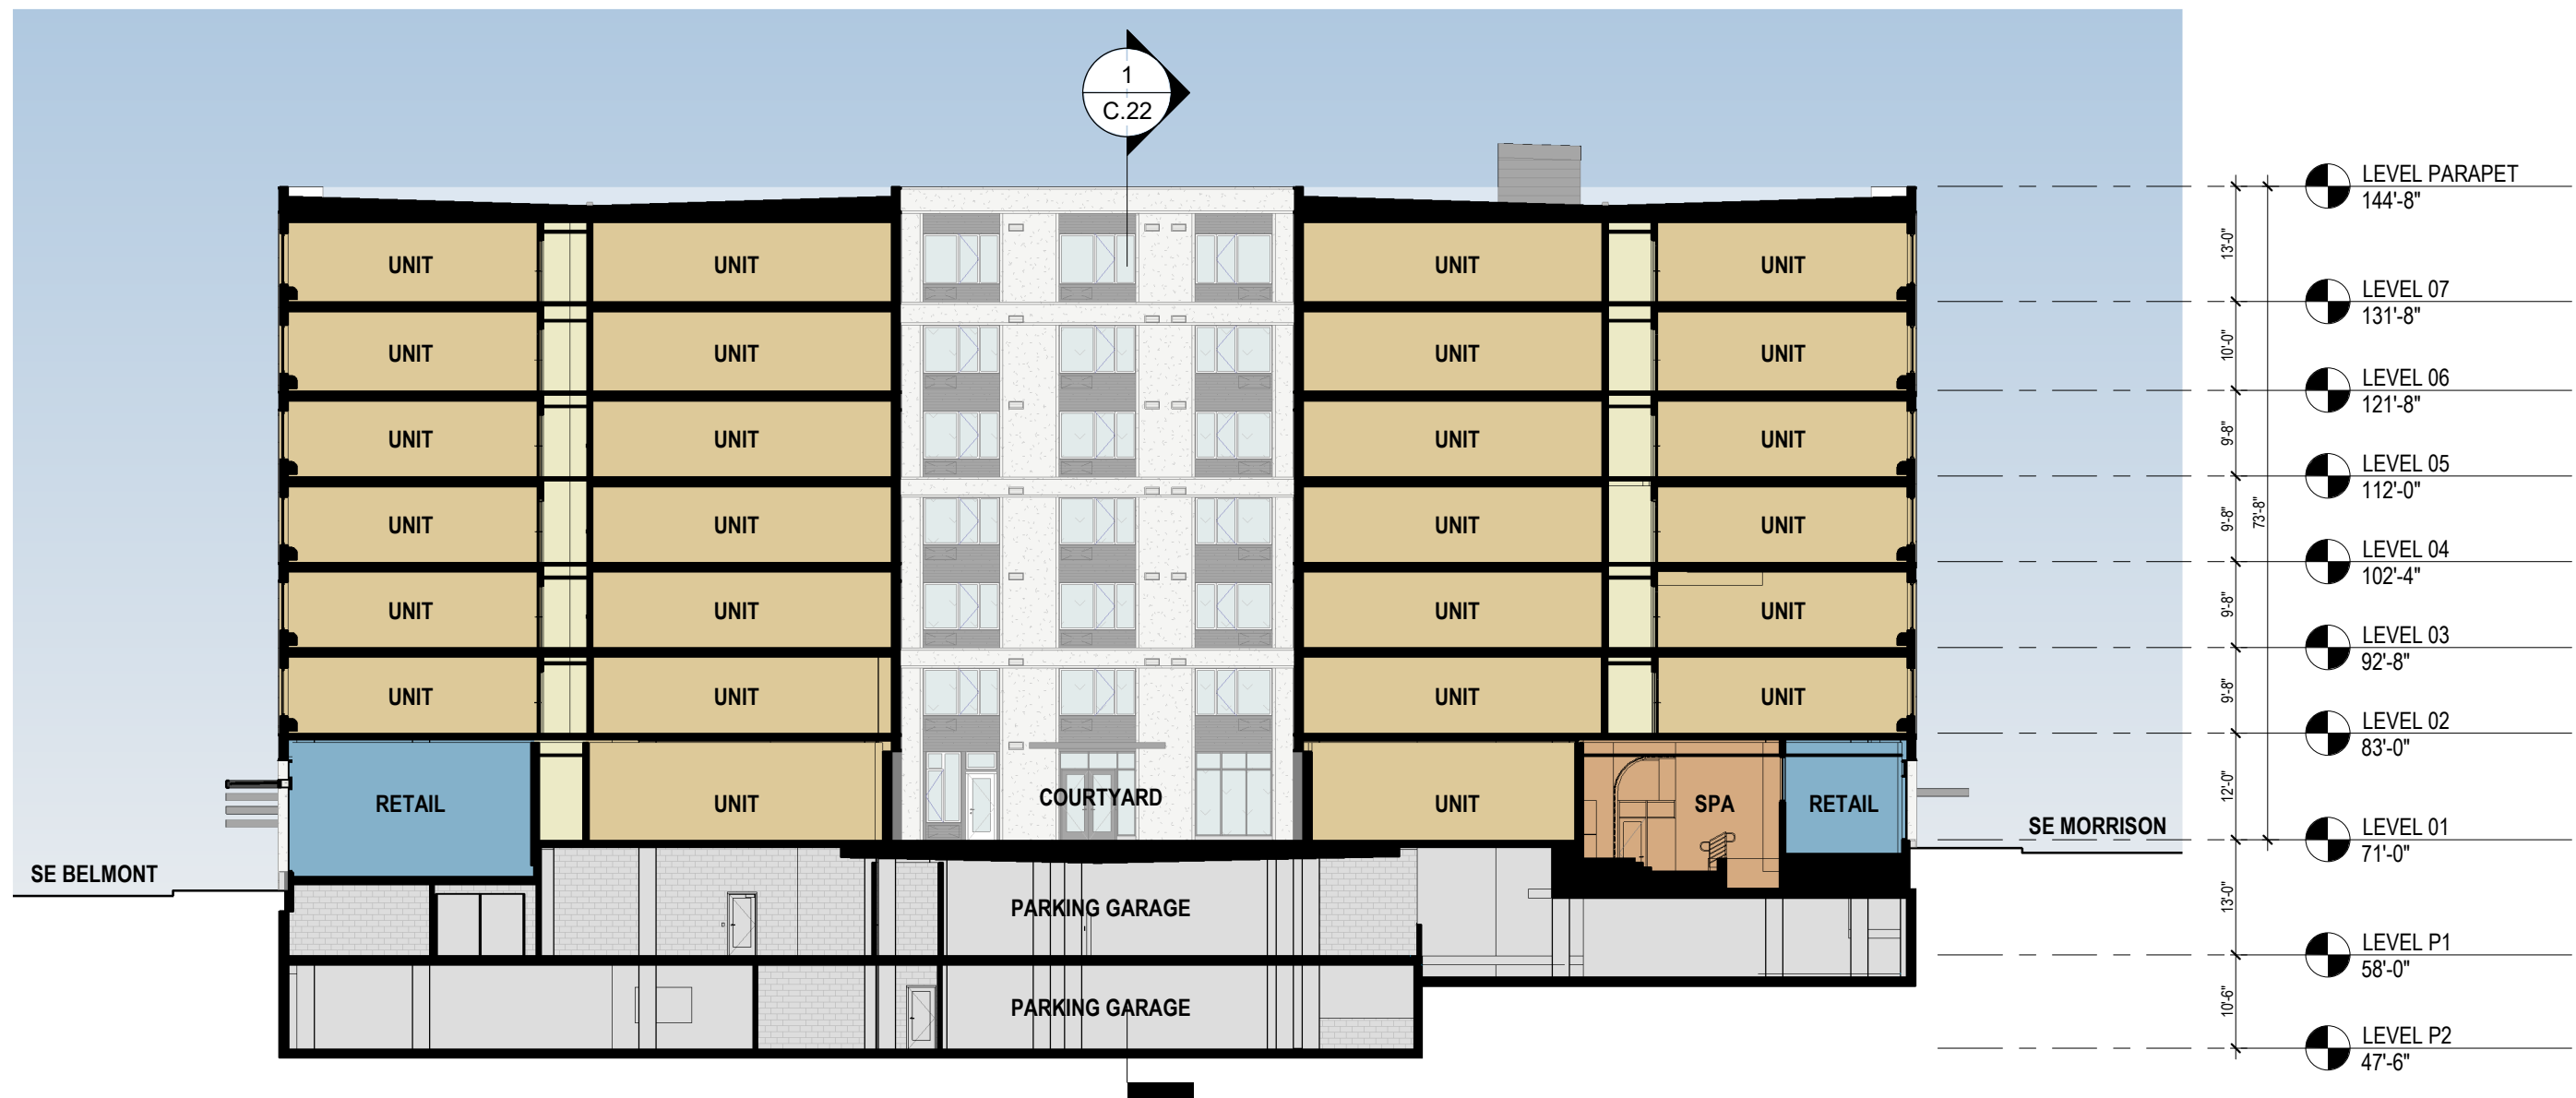 1
C.22
LEVEL PARAPET
144'-8"
13'-0"
UNIT UNIT UNIT UNIT
LEVEL 07
131'-8"
10'-0"
UNIT UNIT UNIT UNIT
LEVEL 06
121'-8"
9'-8"
UNIT UNIT UNIT UNIT
LEVEL 05
112'-0"
9'-8"
73'-8"
UNIT UNIT UNIT UNIT
LEVEL 04
102'-4"
9'-8"
UNIT UNIT UNIT UNIT
LEVEL 03
92'-8"
9'-8"
UNIT UNIT UNIT UNIT
LEVEL 02
83'-0"
12'-0"
RETAIL UNIT COURTYARD UNIT SPA RETAIL
SE MORRISON
LEVEL 01
71'-0"
SE BELMONT
13'-0"
PARKING GARAGE
LEVEL P1
58'-0"
10'-6"
PARKING GARAGE
LEVEL P2
47'-6"